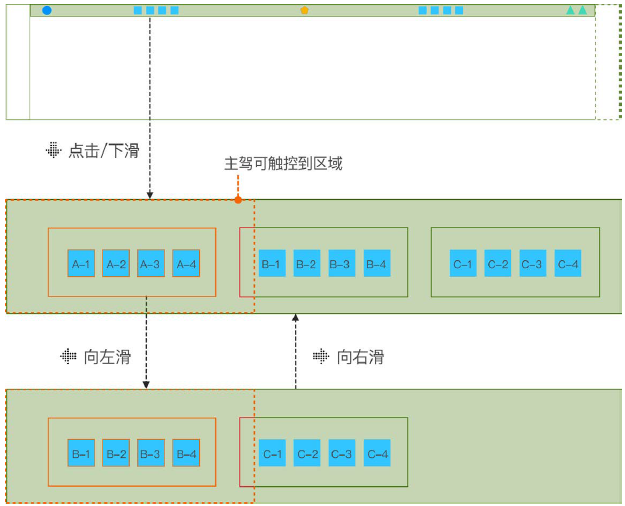 点击/下滑
主驾可触控到区域
A-1 A-2 A-3 A-4 B-1 B-2 B-3 B-4 C-1 C-2 C-3 C-4
向左滑 向右滑
B-1 B-2 B-3 B-4 C-1 C-2 C-3 C-4